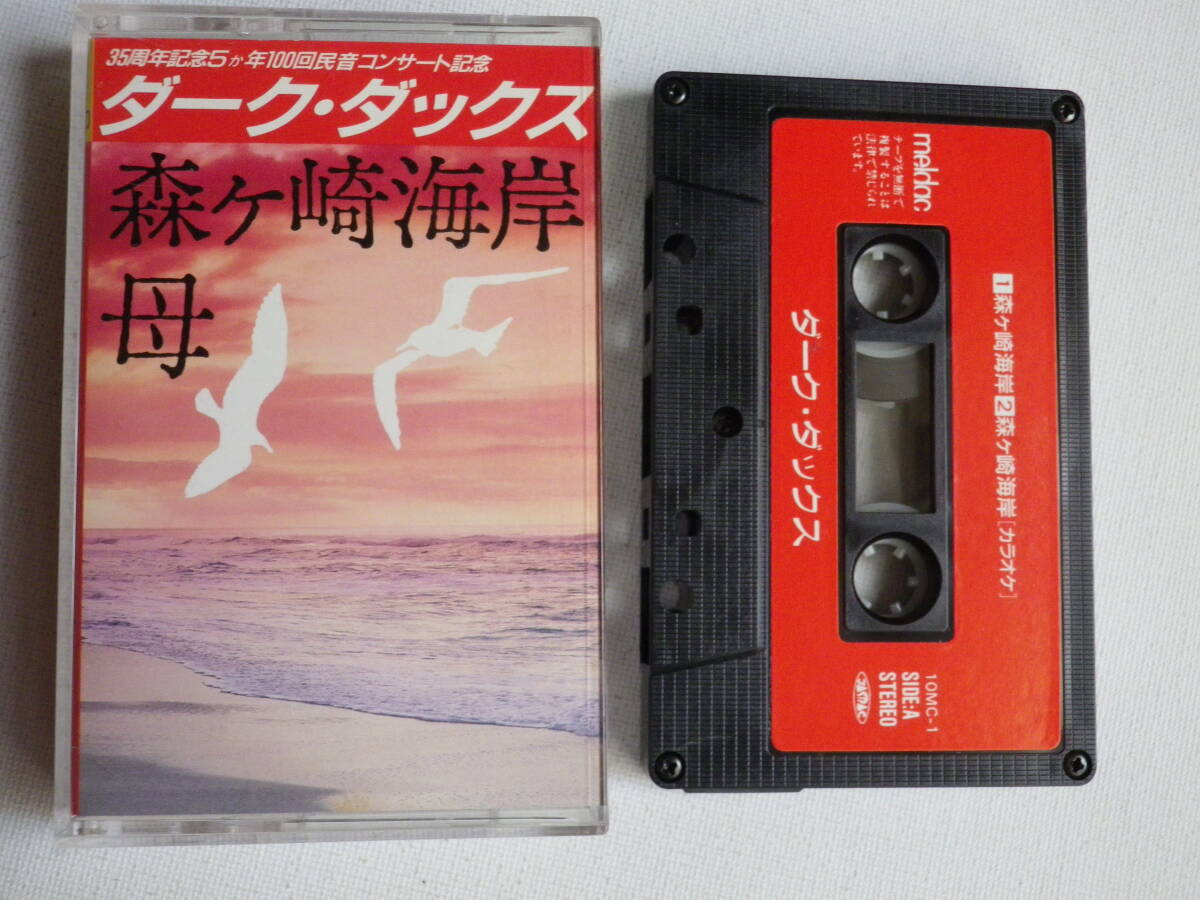 35周年記念5か年100回民音コンサート記念
ダーク・ダックス
森ヶ崎海岸
母
meldac
テープを無断で
複製することは
法律で禁じられ
ています。
1森ヶ崎海岸2森ヶ崎海岸[カラオケ]
ダーク・ダックス
10MC-1
SIDE:A
STEREO
JASRAC